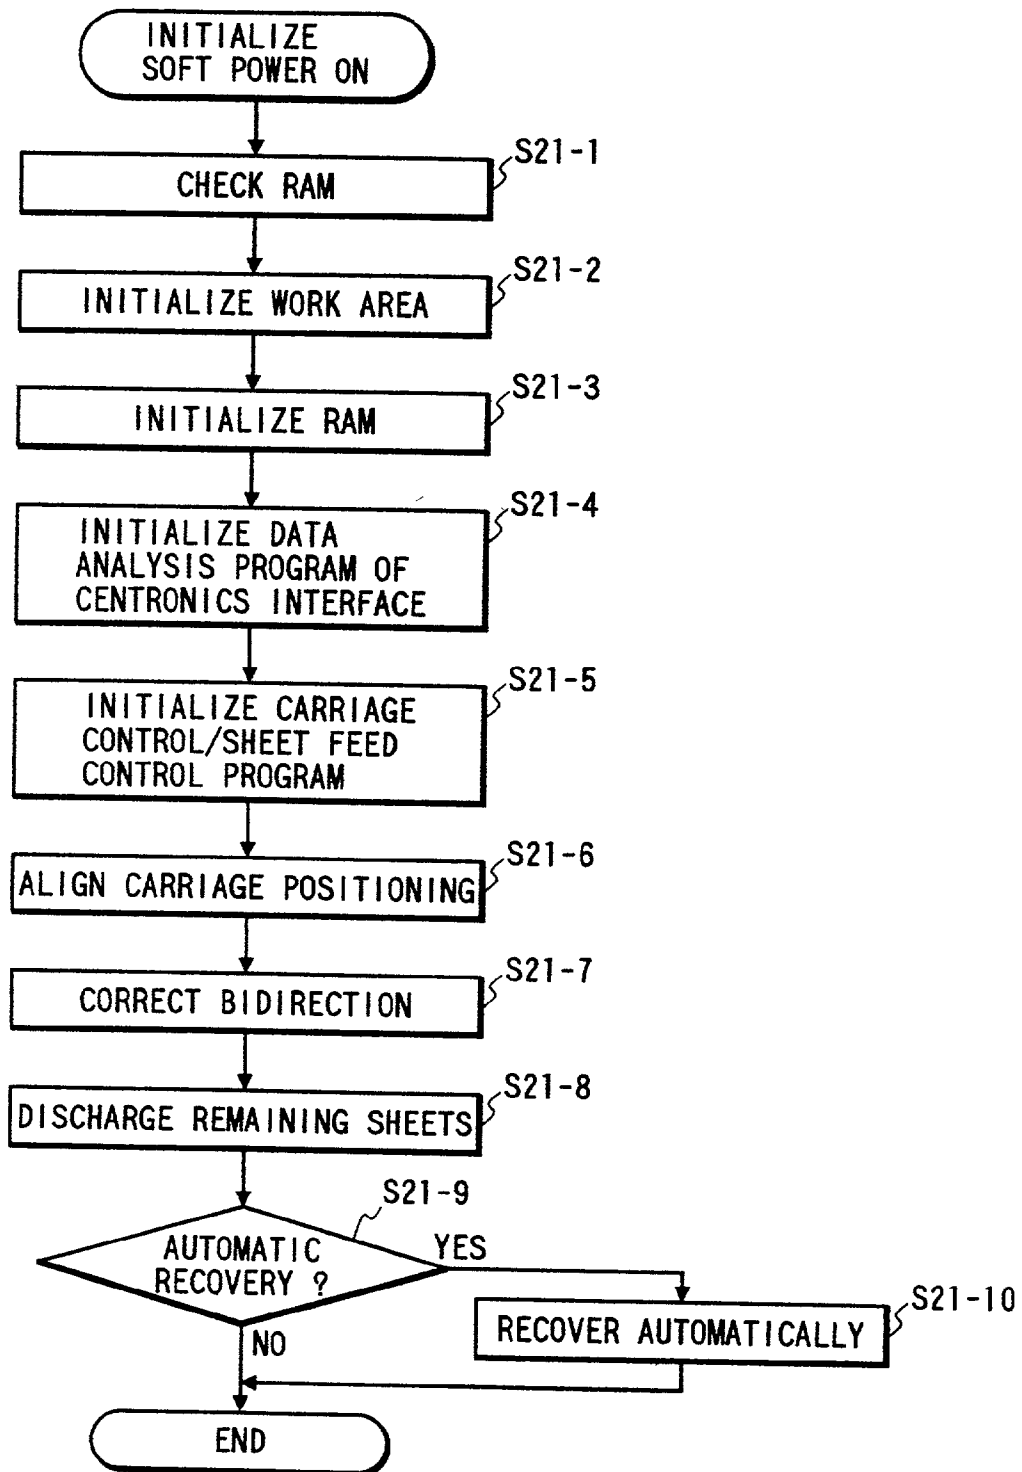 INITIALIZE
SOFT POWER ON
S21-1
CHECK RAM
S21-2
INITIALIZE WORK AREA
S21-3
INITIALIZE RAM
S21-4
INITIALIZE DATA
ANALYSIS PROGRAM OF
CENTRONICS INTERFACE
S21-5
INITIALIZE CARRIAGE
CONTROL/SHEET FEED
CONTROL PROGRAM
S21-6
ALIGN CARRIAGE POSITIONING
S21-7
CORRECT BIDIRECTION
S21-8
DISCHARGE REMAINING SHEETS
S21-9
AUTOMATIC
RECOVERY ?
YES
S21-10
RECOVER AUTOMATICALLY
NO
END